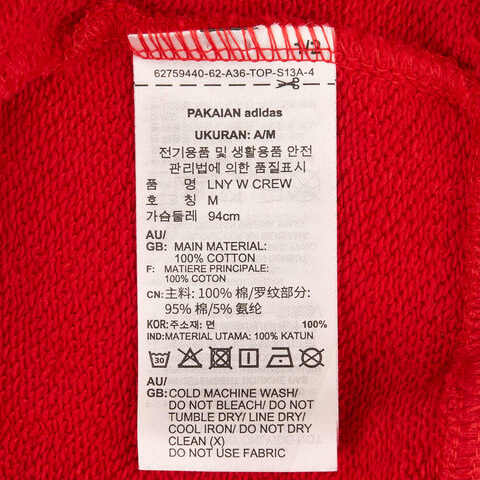 1/2
62759440-62-A36-TOP-S13A-4
PAKAIAN adidas
UKURAN: A/M
전기용품 및 생활용품 안전
관리법에 의한 품질표시
품 명 LNY W CREW
호 칭 M
가슴둘레 94cm
AU/
GB: MAIN MATERIAL:
100% COTTON
F: MATIERE PRINCIPALE:
100% COTON
CN: 主料: 100% 棉/罗纹部分:
95% 棉/5% 氨纶
KOR: 주소재: 면 100%
IND: MATERIAL UTAMA: 100% KATUN
30
AU/
GB: COLD MACHINE WASH/
DO NOT BLEACH/ DO NOT
TUMBLE DRY/ LINE DRY/
COOL IRON/ DO NOT DRY
CLEAN (X)
DO NOT USE FABRIC